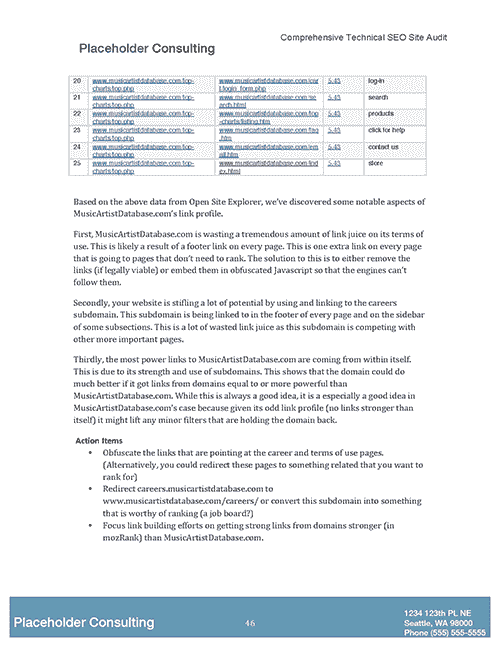 Comprehensive Technical SEO Site Audit
Placeholder Consulting
20 www.musicartistdatabase.com/top- www.musicartistdatabase.com/car 5.43 log-in
charts/top.php t/login_form.php
21 www.musicartistdatabase.com/top- www.musicartistdatabase.com/se 5.43 search
charts/top.php arch.html
22 www.musicartistdatabase.com/top- www.musicartistdatabase.com/top 5.43 products
charts/top.php -charts/listing.htm
23 www.musicartistdatabase.com/top- www.musicartistdatabase.com/faq 5.43 click for help
charts/top.php .htm
24 www.musicartistdatabase.com/top- www.musicartistdatabase.com/em 5.43 contact us
charts/top.php ail.htm
25 www.musicartistdatabase.com/top- www.musicartistdatabase.com/ind 5.43 store
charts/top.php ex.html
Based on the above data from Open Site Explorer, we've discovered some notable aspects of
MusicArtistDatabase.com's link profile.
First, MusicArtistDatabase.com is wasting a tremendous amount of link juice on its terms of
use. This is likely a result of a footer link on every page. This is one extra link on every page
that is going to pages that don't need to rank. The solution to this is to either remove the
links (if legally viable) or embed them in obfuscated Javascript so that the engines can't
follow them.
Secondly, your website is stifling a lot of potential by using and linking to the careers
subdomain. This subdomain is being linked to in the footer of every page and on the sidebar
of some subsections. This is a lot of wasted link juice as this subdomain is competing with
other more important pages.
Thirdly, the most power links to MusicArtistDatabase.com are coming from within itself.
This is due to its strength and use of subdomains. This shows that the domain could do
much better if it got links from domains equal to or more powerful than
MusicArtistDatabase.com. While this is always a good idea, it is a especially a good idea in
MusicArtistDatabase.com's case because given its odd link profile (no links stronger than
itself) it might lift any minor filters that are holding the domain back.
Action Items
• Obfuscate the links that are pointing at the career and terms of use pages.
(Alternatively, you could redirect these pages to something related that you want to
rank for)
• Redirect careers.musicartistdatabase.com to
www.musicartistdatabase.com/careers/ or convert this subdomain into something
that is worthy of ranking (a job board?)
• Focus link building efforts on getting strong links from domains stronger (in
mozRank) than MusicArtistDatabase.com.
Placeholder Consulting
46
1234 123th PL NE
Seattle, WA 98000
Phone (555) 555-5555